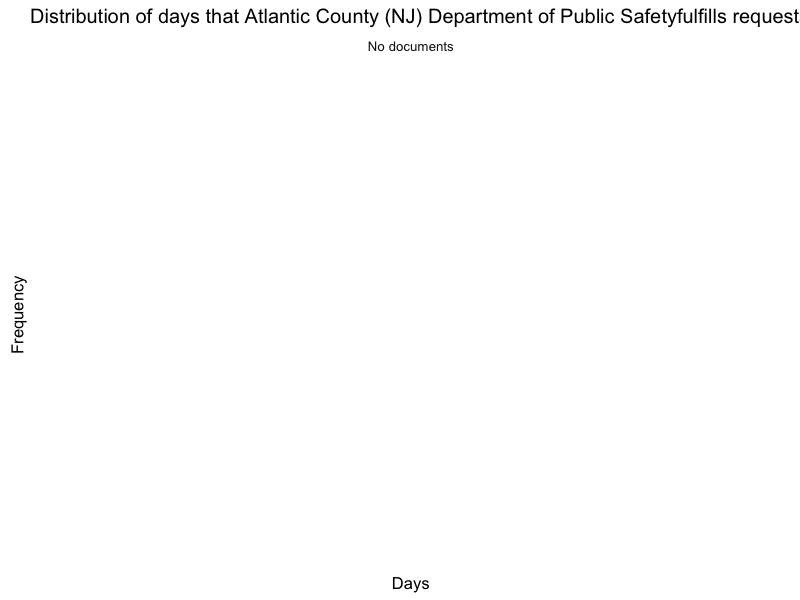 Distribution of days that Atlantic County (NJ) Department of Public Safetyfulfills request
No documents
Frequency
Days